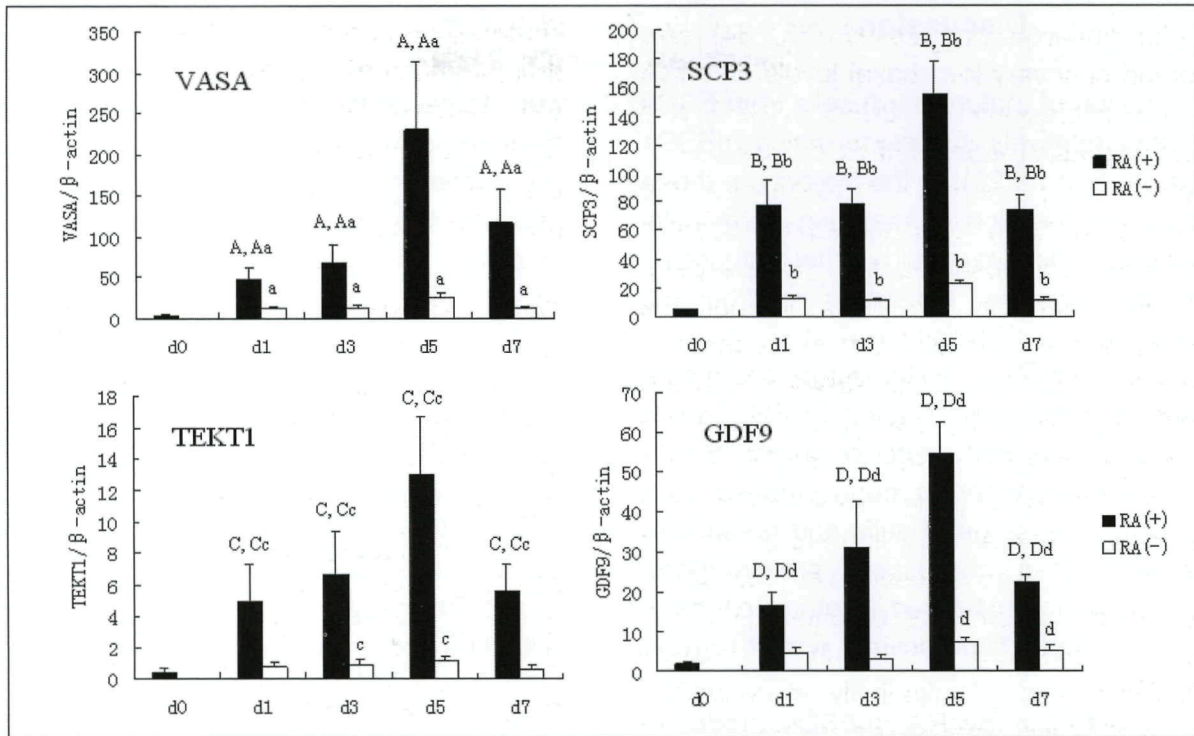 VASA
VASA/β-actin
350
300
250
200
150
100
50
0
A, Aa
A, Aa
A, Aa
A, Aa
a
a
a
a
d0 d1 d3 d5 d7
SCP3
SCP3/β-actin
200
180
160
140
120
100
80
60
40
20
0
B, Bb
B, Bb
B, Bb
B, Bb
b
b
b
b
d0 d1 d3 d5 d7
RA(+)
RA(-)
TEKT1
TEKT1/β-actin
18
16
14
12
10
8
6
4
2
0
C, Cc
C, Cc
C, Cc
C, Cc
c
c
d0 d1 d3 d5 d7
GDF9
GDF9/β-actin
70
60
50
40
30
20
10
0
D, Dd
D, Dd
D, Dd
D, Dd
d
d
d0 d1 d3 d5 d7
RA(+)
RA(-)